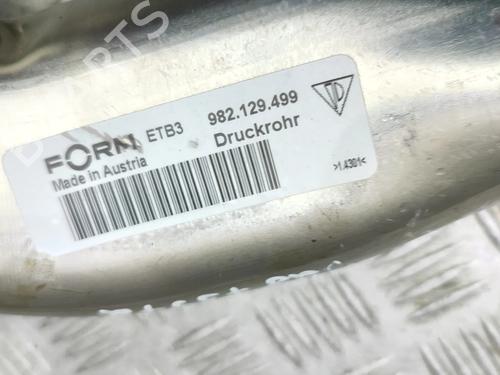 FORM ETB3 982.129.499
Made in Austria Druckrohr
>1.4301<